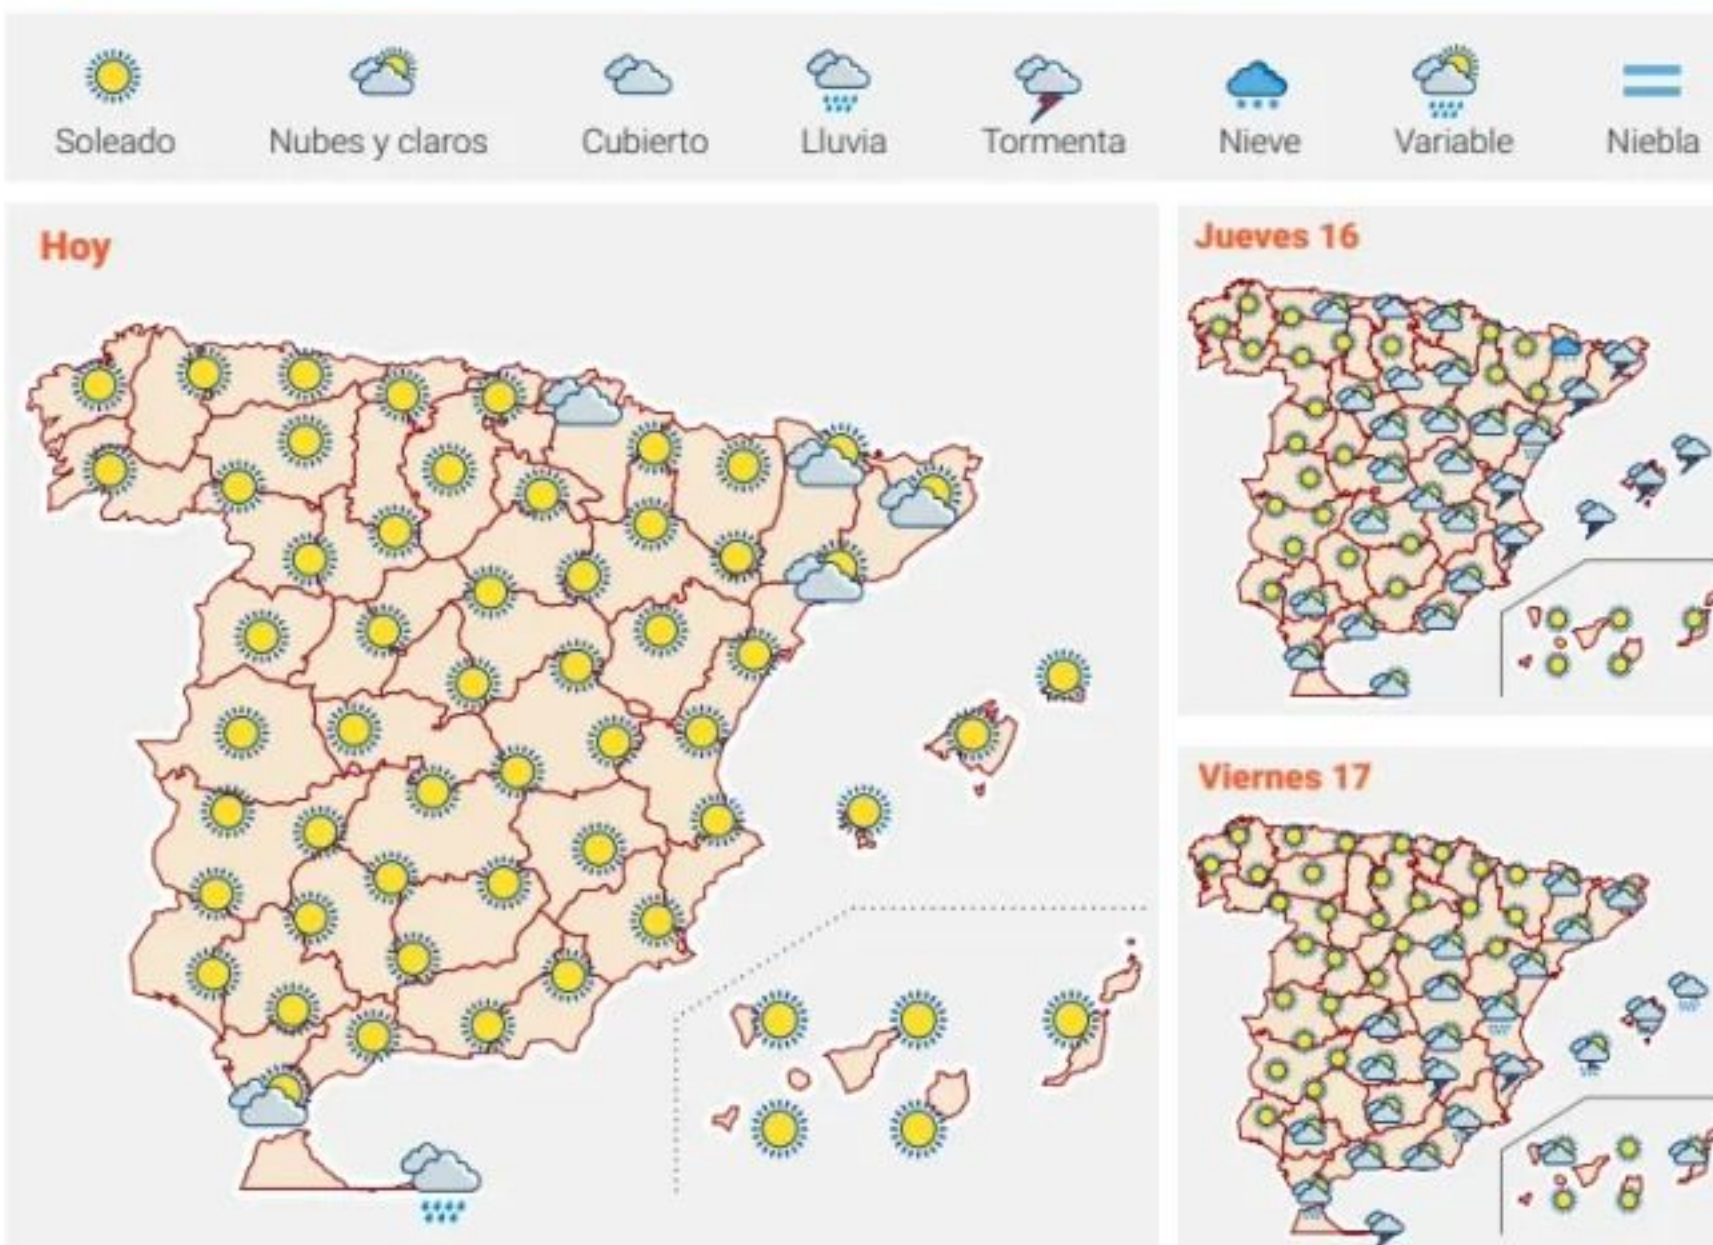 Soleado
Nubes y claros
Cubierto
Lluvia
Tormenta
Nieve
Variable
Niebla
Hoy
Jueves 16
Viernes 17